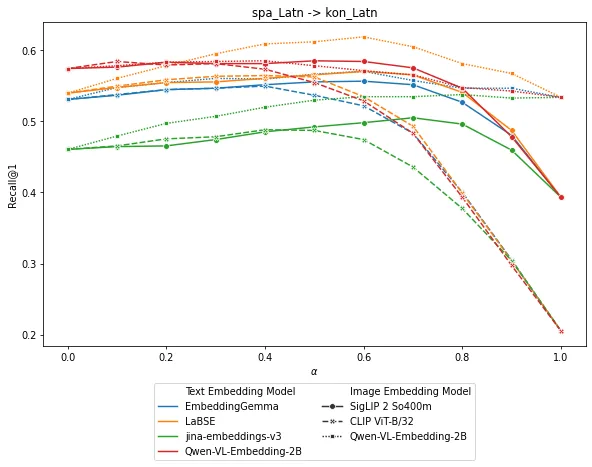 spa_Latn -> kon_Latn
0.6
0.5
0.4
0.3
0.2
Recall@1
0.0 0.2 0.4 0.6 0.8 1.0
α
Text Embedding Model Image Embedding Model
EmbeddingGemma SigLIP 2 So400m
LaBSE CLIP ViT-B/32
jina-embeddings-v3 Qwen-VL-Embedding-2B
Qwen-VL-Embedding-2B